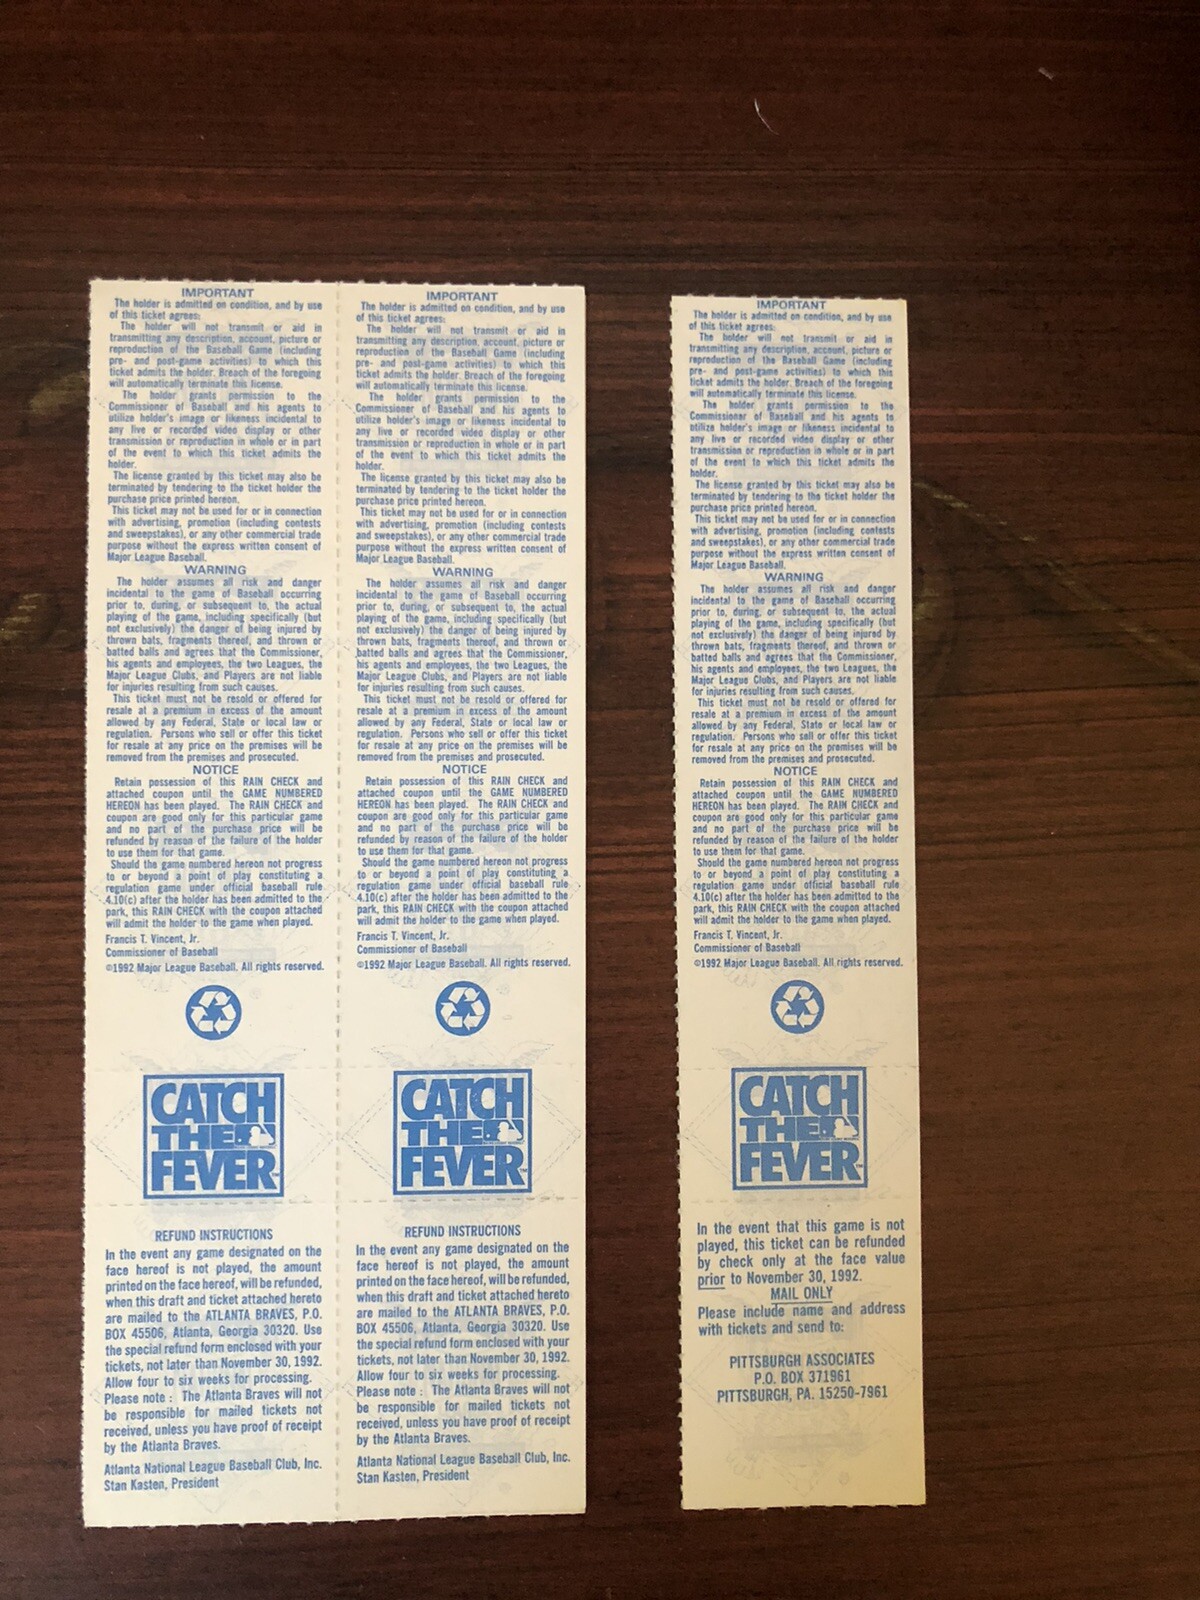 IMPORTANT
The holder is admitted on condition, and by use
of this ticket agrees:
The holder will not transmit or aid in
transmitting any description, account, picture or
reproduction of the Baseball Game (including
pre- and post-game activities) to which this
ticket admits the holder. Breach of the foregoing
will automatically terminate this license.
The holder grants permission to the
Commissioner of Baseball and his agents to
utilize holder's image or likeness incidental to
any live or recorded video display or other
transmission or reproduction in whole or in part
of the event to which this ticket admits the
holder.
The license granted by this ticket may also be
terminated by tendering to the ticket holder the
purchase price printed hereon.
This ticket may not be used for or in connection
with advertising, promotion (including contests
and sweepstakes), or any other commercial trade
purpose without the express written consent of
Major League Baseball.
WARNING
The holder assumes all risk and danger
incidental to the game of Baseball occurring
prior to, during, or subsequent to, the actual
playing of the game, including specifically (but
not exclusively) the danger of being injured by
thrown bats, fragments thereof, and thrown or
batted balls and agrees that the Commissioner,
his agents and employees, the two Leagues, the
Major League Clubs, and Players are not liable
for injuries resulting from such causes.
This ticket must not be resold or offered for
resale at a premium in excess of the amount
allowed by any Federal, State or local law or
regulation. Persons who sell or offer this ticket
for resale at any price on the premises will be
removed from the premises and prosecuted.
NOTICE
Retain possession of this RAIN CHECK and
attached coupon until the GAME NUMBERED
HEREON has been played. The RAIN CHECK and
coupon are good only for this particular game
and no part of the purchase price will be
refunded by reason of the failure of the holder
to use them for that game.
Should the game numbered hereon not progress
to or beyond a point of play constituting a
regulation game under official baseball rule
4.10(c) after the holder has been admitted to the
park, this RAIN CHECK with the coupon attached
will admit the holder to the game when played.
Francis T. Vincent, Jr.
Commissioner of Baseball
©1992 Major League Baseball. All rights reserved.
CATCH
THE
FEVER™
REFUND INSTRUCTIONS
In the event any game designated on the
face hereof is not played, the amount
printed on the face hereof, will be refunded,
when this draft and ticket attached hereto
are mailed to the ATLANTA BRAVES, P.O.
BOX 45506, Atlanta, Georgia 30320. Use
the special refund form enclosed with your
tickets, not later than November 30, 1992.
Allow four to six weeks for processing.
Please note : The Atlanta Braves will not
be responsible for mailed tickets not
received, unless you have proof of receipt
by the Atlanta Braves.
Atlanta National League Baseball Club, Inc.
Stan Kasten, President
IMPORTANT
The holder is admitted on condition, and by use
of this ticket agrees:
The holder will not transmit or aid in
transmitting any description, account, picture or
reproduction of the Baseball Game (including
pre- and post-game activities) to which this
ticket admits the holder. Breach of the foregoing
will automatically terminate this license.
The holder grants permission to the
Commissioner of Baseball and his agents to
utilize holder's image or likeness incidental to
any live or recorded video display or other
transmission or reproduction in whole or in part
of the event to which this ticket admits the
holder.
The license granted by this ticket may also be
terminated by tendering to the ticket holder the
purchase price printed hereon.
This ticket may not be used for or in connection
with advertising, promotion (including contests
and sweepstakes), or any other commercial trade
purpose without the express written consent of
Major League Baseball.
WARNING
The holder assumes all risk and danger
incidental to the game of Baseball occurring
prior to, during, or subsequent to, the actual
playing of the game, including specifically (but
not exclusively) the danger of being injured by
thrown bats, fragments thereof, and thrown or
batted balls and agrees that the Commissioner,
his agents and employees, the two Leagues, the
Major League Clubs, and Players are not liable
for injuries resulting from such causes.
This ticket must not be resold or offered for
resale at a premium in excess of the amount
allowed by any Federal, State or local law or
regulation. Persons who sell or offer this ticket
for resale at any price on the premises will be
removed from the premises and prosecuted.
NOTICE
Retain possession of this RAIN CHECK and
attached coupon until the GAME NUMBERED
HEREON has been played. The RAIN CHECK and
coupon are good only for this particular game
and no part of the purchase price will be
refunded by reason of the failure of the holder
to use them for that game.
Should the game numbered hereon not progress
to or beyond a point of play constituting a
regulation game under official baseball rule
4.10(c) after the holder has been admitted to the
park, this RAIN CHECK with the coupon attached
will admit the holder to the game when played.
Francis T. Vincent, Jr.
Commissioner of Baseball
©1992 Major League Baseball. All rights reserved.
CATCH
THE
FEVER™
REFUND INSTRUCTIONS
In the event any game designated on the
face hereof is not played, the amount
printed on the face hereof, will be refunded,
when this draft and ticket attached hereto
are mailed to the ATLANTA BRAVES, P.O.
BOX 45506, Atlanta, Georgia 30320. Use
the special refund form enclosed with your
tickets, not later than November 30, 1992.
Allow four to six weeks for processing.
Please note : The Atlanta Braves will not
be responsible for mailed tickets not
received, unless you have proof of receipt
by the Atlanta Braves.
Atlanta National League Baseball Club, Inc.
Stan Kasten, President
IMPORTANT
The holder is admitted on condition, and by use
of this ticket agrees:
The holder will not transmit or aid in
transmitting any description, account, picture or
reproduction of the Baseball Game (including
pre- and post-game activities) to which this
ticket admits the holder. Breach of the foregoing
will automatically terminate this license.
The holder grants permission to the
Commissioner of Baseball and his agents to
utilize holder's image or likeness incidental to
any live or recorded video display or other
transmission or reproduction in whole or in part
of the event to which this ticket admits the
holder.
The license granted by this ticket may also be
terminated by tendering to the ticket holder the
purchase price printed hereon.
This ticket may not be used for or in connection
with advertising, promotion (including contests
and sweepstakes), or any other commercial trade
purpose without the express written consent of
Major League Baseball.
WARNING
The holder assumes all risk and danger
incidental to the game of Baseball occurring
prior to, during, or subsequent to, the actual
playing of the game, including specifically (but
not exclusively) the danger of being injured by
thrown bats, fragments thereof, and thrown or
batted balls and agrees that the Commissioner,
his agents and employees, the two Leagues, the
Major League Clubs, and Players are not liable
for injuries resulting from such causes.
This ticket must not be resold or offered for
resale at a premium in excess of the amount
allowed by any Federal, State or local law or
regulation. Persons who sell or offer this ticket
for resale at any price on the premises will be
removed from the premises and prosecuted.
NOTICE
Retain possession of this RAIN CHECK and
attached coupon until the GAME NUMBERED
HEREON has been played. The RAIN CHECK and
coupon are good only for this particular game
and no part of the purchase price will be
refunded by reason of the failure of the holder
to use them for that game.
Should the game numbered hereon not progress
to or beyond a point of play constituting a
regulation game under official baseball rule
4.10(c) after the holder has been admitted to the
park, this RAIN CHECK with the coupon attached
will admit the holder to the game when played.
Francis T. Vincent, Jr.
Commissioner of Baseball
©1992 Major League Baseball. All rights reserved.
CATCH
THE
FEVER™
In the event that this game is not
played, this ticket can be refunded
by check only at the face value
prior to November 30, 1992.
MAIL ONLY
Please include name and address
with tickets and send to:
PITTSBURGH ASSOCIATES
P.O. BOX 371961
PITTSBURGH, PA. 15250-7961